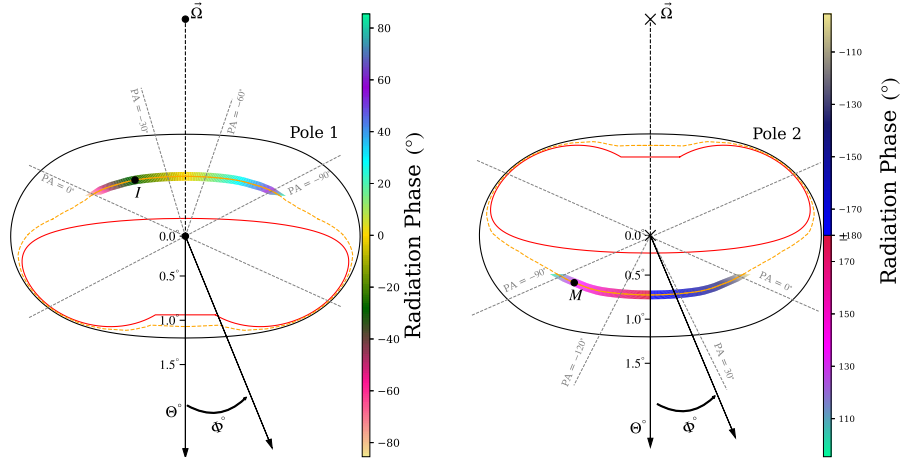 Ω⃗
Pole 1
PA = −30°
PA = −60°
PA = 0°
PA = −90°
I
0.0°
0.5°
1.0°
1.5°
Θ°
Φ°
80
60
40
20
0
−20
−40
−60
−80
Radiation Phase (°)
Ω⃗
Pole 2
0.0°
0.5°
1.0°
1.5°
PA = −90°
PA = 0°
M
PA = −120°
PA = 30°
Θ°
Φ°
−110
−130
−150
−170
±180
170
150
130
110
Radiation Phase (°)